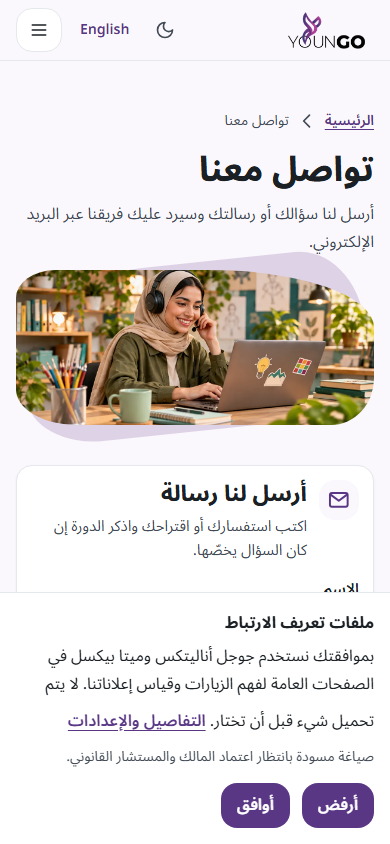 English
YOUNGO
الرئيسية
تواصل معنا
تواصل معنا
أرسل لنا سؤالك أو رسالتك وسيرد عليك فريقنا عبر البريد
الإلكتروني.
أرسل لنا رسالة
اكتب استفسارك أو اقتراحك واذكر الدورة إن
كان السؤال يخصّها.
الاسم
ملفات تعريف الارتباط
بموافقتك نستخدم جوجل أناليتكس وميتا بيكسل في
الصفحات العامة لفهم الزيارات وقياس إعلاناتنا. لا يتم
تحميل شيء قبل أن تختار. التفاصيل والإعدادات
صياغة مسودة بانتظار اعتماد المالك والمستشار القانوني.
أرفض
أوافق